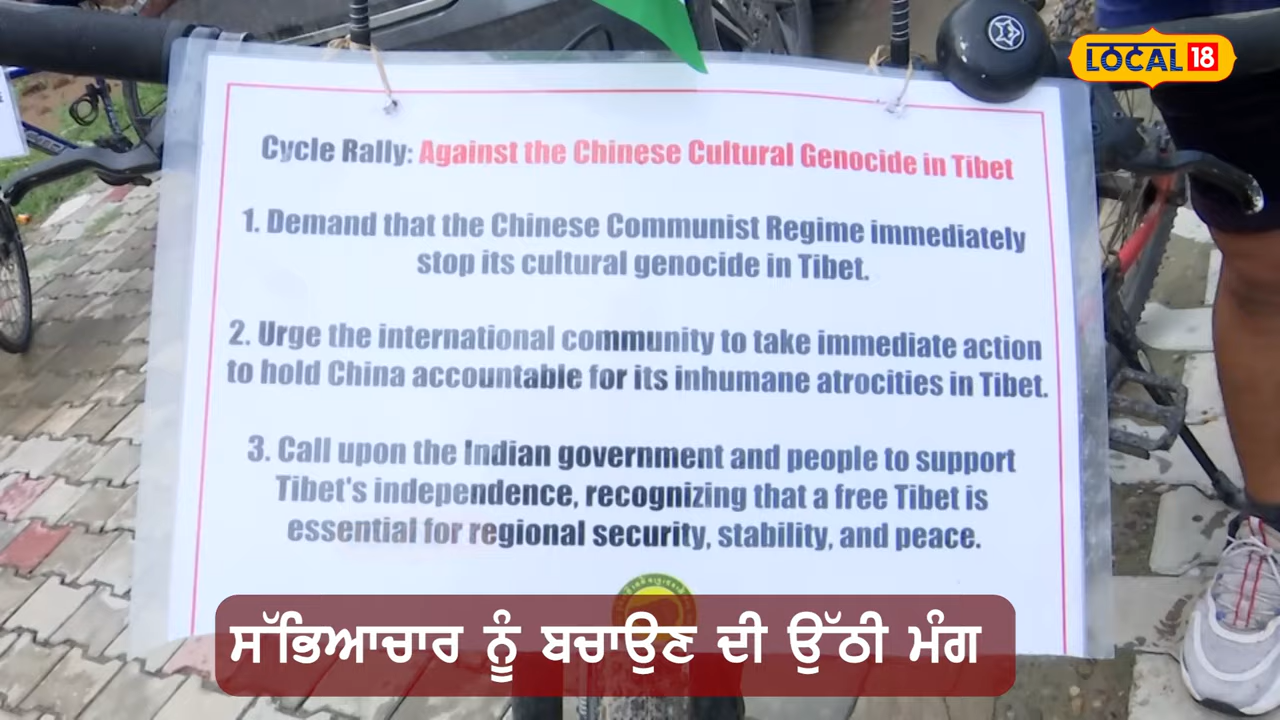 LOCAL 18
Cycle Rally: Against the Chinese Cultural Genocide in Tibet
1. Demand that the Chinese Communist Regime immediately
stop its cultural genocide in Tibet.
2. Urge the international community to take immediate action
to hold China accountable for its inhumane atrocities in Tibet.
3. Call upon the Indian government and people to support
Tibet's independence, recognizing that a free Tibet is
essential for regional security, stability, and peace.
ਸੱਭਿਆਚਾਰ ਨੂੰ ਬਚਾਉਣ ਦੀ ਉੱਠੀ ਮੰਗ